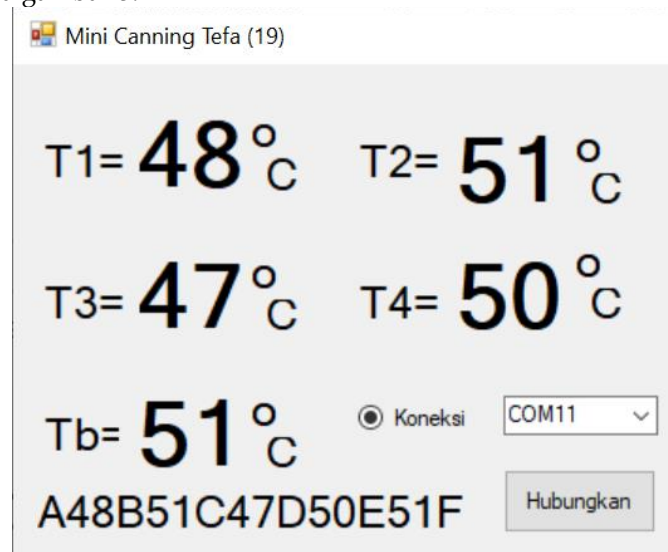 Mini Canning Tefa (19)
T1= 48 °C T2= 51 °C
T3= 47 °C T4= 50 °C
Tb= 51 °C Koneksi COM11
A48B51C47D50E51F Hubungkan